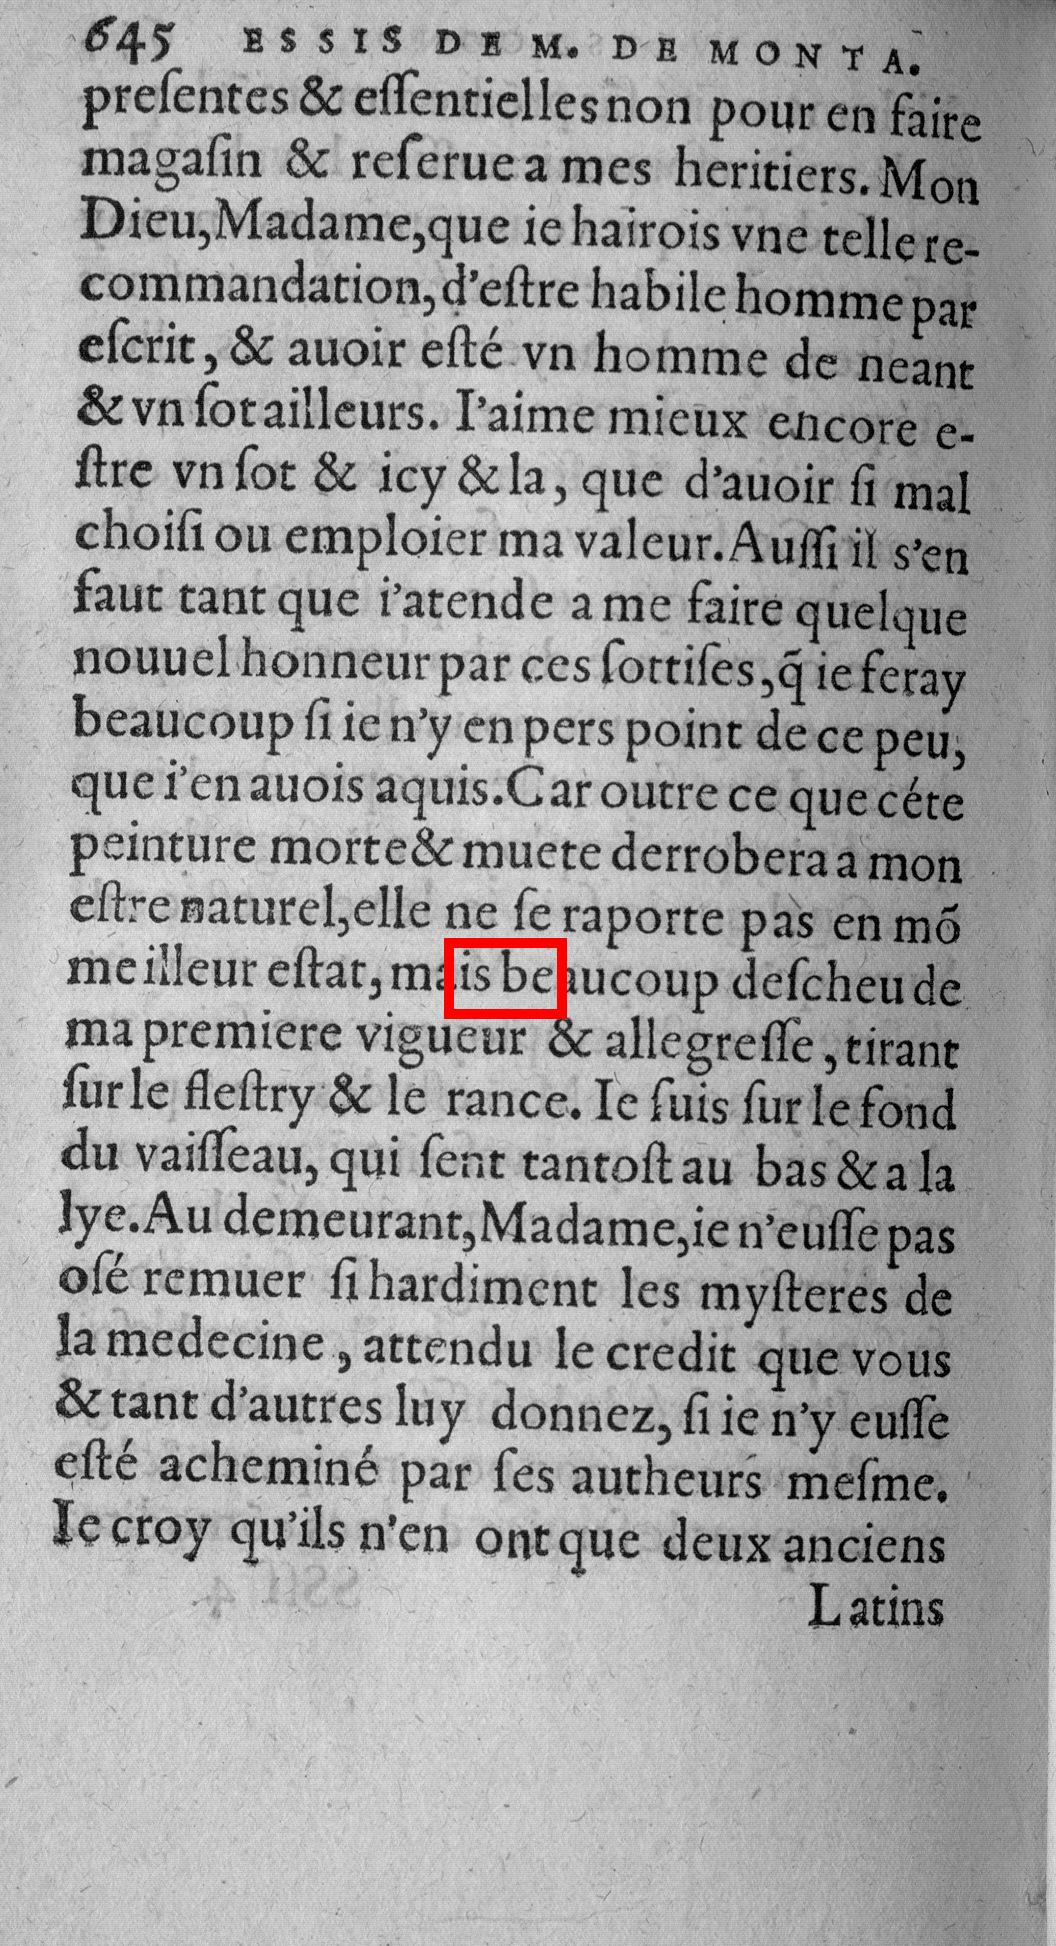 645 ESSIS DE M. DE MONTA.
preſentes & eſſentielles non pour en faire
magaſin & reſerue a mes heritiers. Mon
Dieu, Madame, que ie hairois vne telle re-
commandation, d'eſtre habile homme par
eſcrit, & auoir eſté vn homme de neant
& vn ſot ailleurs. I'aime mieux encore e-
ſtre vn ſot & icy & la, que d'auoir ſi mal
choiſi ou emploier ma valeur. Auſſi il s'en
faut tant que i'atende a me faire quelque
nouuel honneur par ces ſottiſes, q̃ ie feray
beaucoup ſi ie n'y en pers point de ce peu,
que i'en auois aquis. Car outre ce que céte
peinture morte & muete derrobera a mon
eſtre naturel, elle ne ſe raporte pas en mõ
meilleur eſtat, mais beaucoup deſcheu de
ma premiere vigueur & allegreſſe, tirant
ſur le fleſtry & le rance. Ie ſuis ſur le fond
du vaiſſeau, qui ſent tantoſt au bas & a la
lye. Au demeurant, Madame, ie n'euſſe pas
oſé remuer ſi hardiment les myſteres de
la medecine, attendu le credit que vous
& tant d'autres luy donnez, ſi ie n'y euſſe
eſté acheminé par ſes autheurs meſme.
Ie croy qu'ils n'en ont que deux anciens
Latins